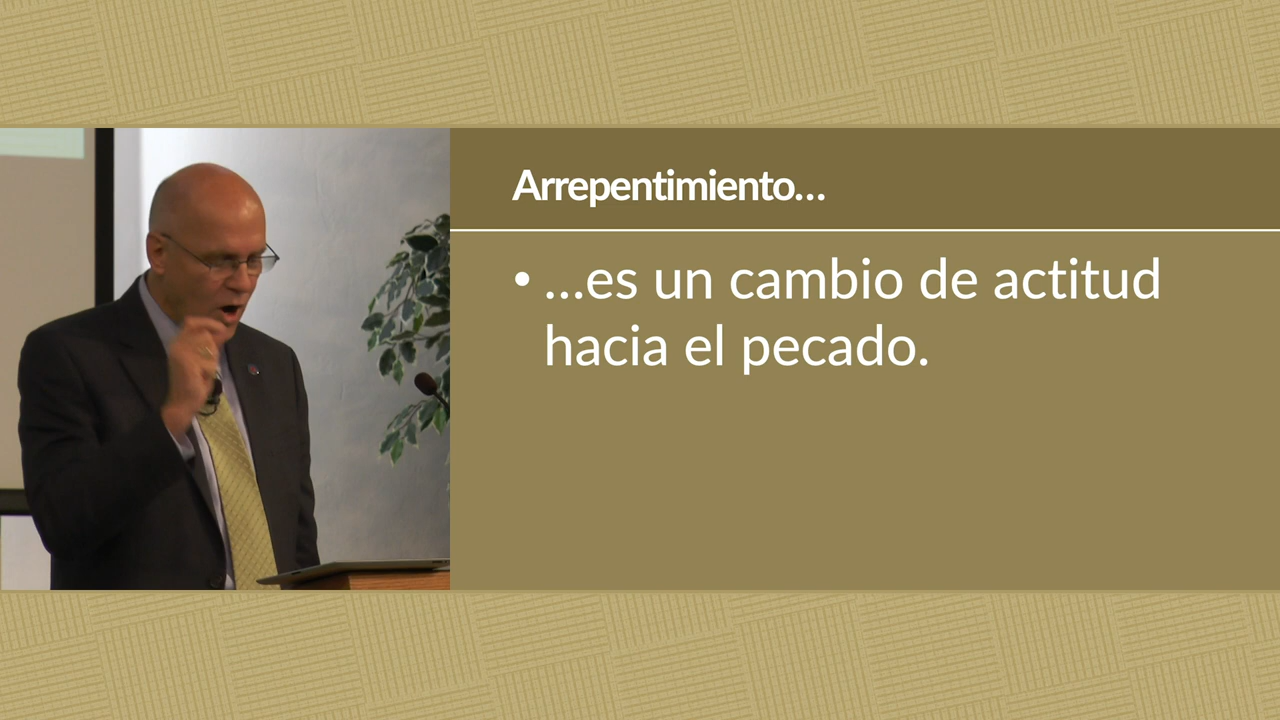 Arrepentimiento...
• ...es un cambio de actitud
hacia el pecado.